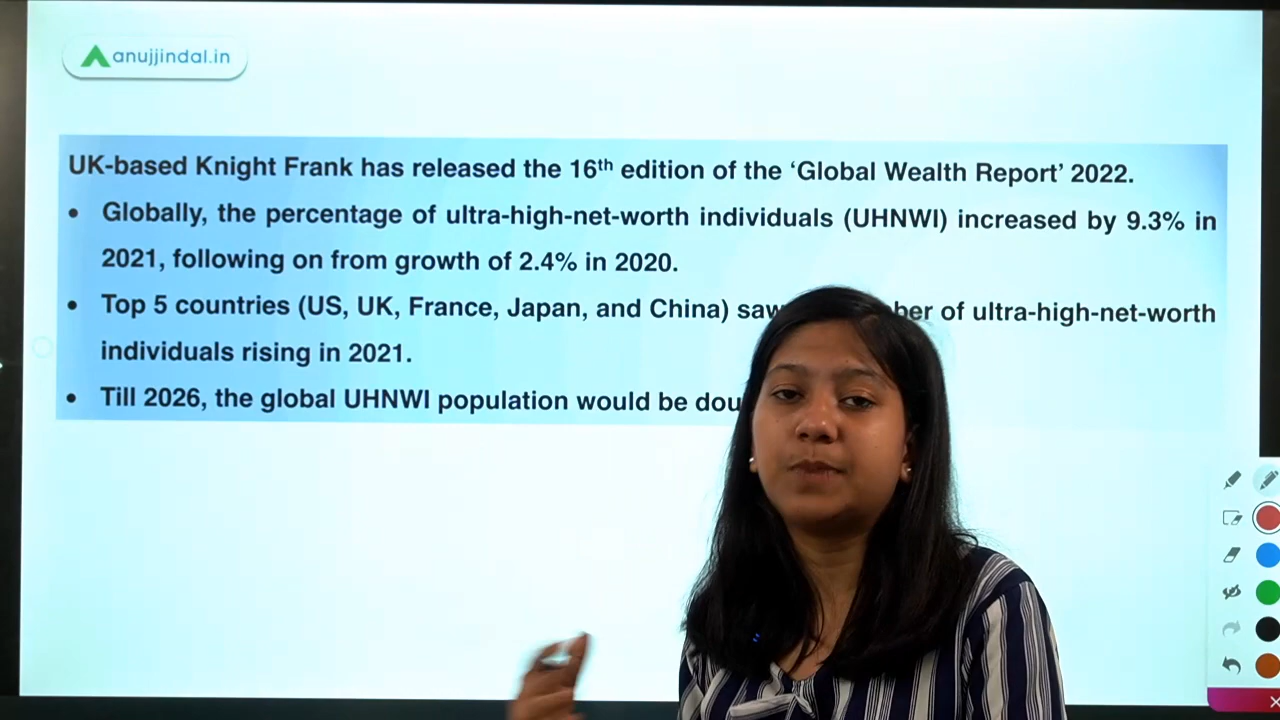 anujjindal.in
UK-based Knight Frank has released the 16th edition of the ‘Global Wealth Report’ 2022.
• Globally, the percentage of ultra-high-net-worth individuals (UHNWI) increased by 9.3% in
2021, following on from growth of 2.4% in 2020.
• Top 5 countries (US, UK, France, Japan, and China) of ultra-high-net-worth
individuals rising in 2021.
• Till 2026, the global UHNWI population would be